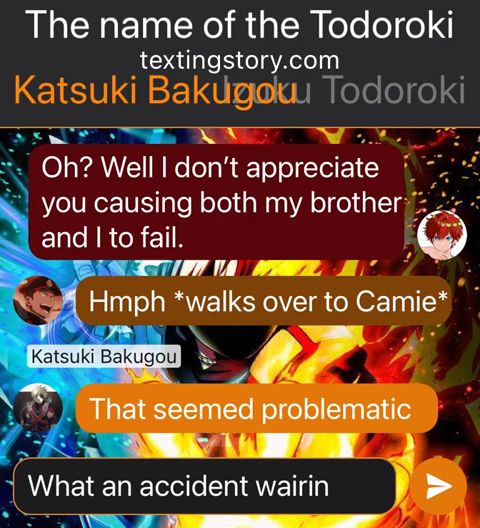 The name of the Todoroki
textingstory.com
Katsuki Bakugou Izuku Todoroki
Oh? Well I don't appreciate
you causing both my brother
and I to fail.
Hmph *walks over to Camie*
Katsuki Bakugou
That seemed problematic
What an accident wairin